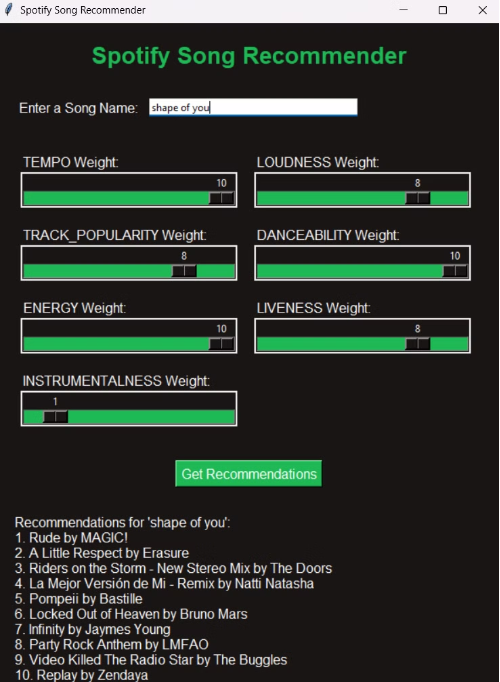 Spotify Song Recommender
Spotify Song Recommender
Enter a Song Name: shape of you
TEMPO Weight: LOUDNESS Weight:
10 8
TRACK_POPULARITY Weight: DANCEABILITY Weight:
8 10
ENERGY Weight: LIVENESS Weight:
10 8
INSTRUMENTALNESS Weight:
1
Get Recommendations
Recommendations for 'shape of you':
1. Rude by MAGIC!
2. A Little Respect by Erasure
3. Riders on the Storm - New Stereo Mix by The Doors
4. La Mejor Versión de Mi - Remix by Natti Natasha
5. Pompeii by Bastille
6. Locked Out of Heaven by Bruno Mars
7. Infinity by Jaymes Young
8. Party Rock Anthem by LMFAO
9. Video Killed The Radio Star by The Buggles
10. Replay by Zendaya